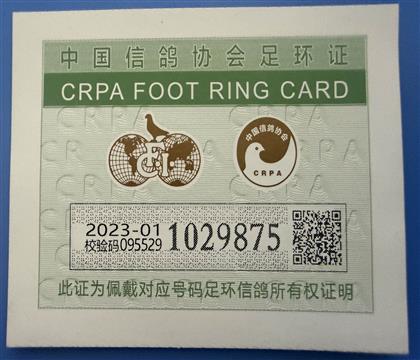 中国信鸽协会足环证
CRPA FOOT RING CARD
FCI
中国信鸽协会
CRPA
2023-01
校验码095529
1029875
此证为佩戴对应号码足环信鸽所有权证明